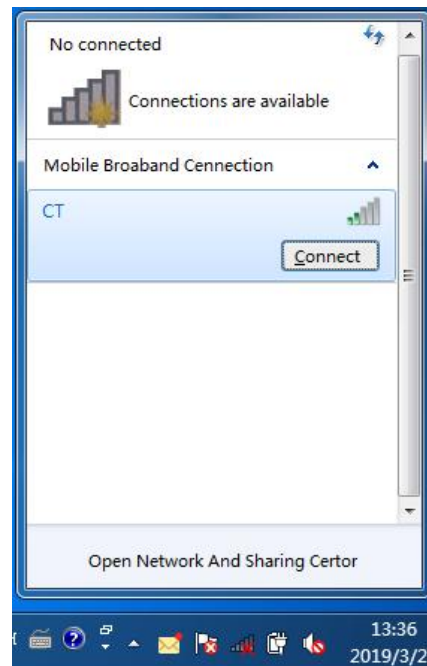 No connected
Connections are available
Mobile Broaband Cennection
CT
Connect
Open Network And Sharing Certor
13:36
2019/3/2